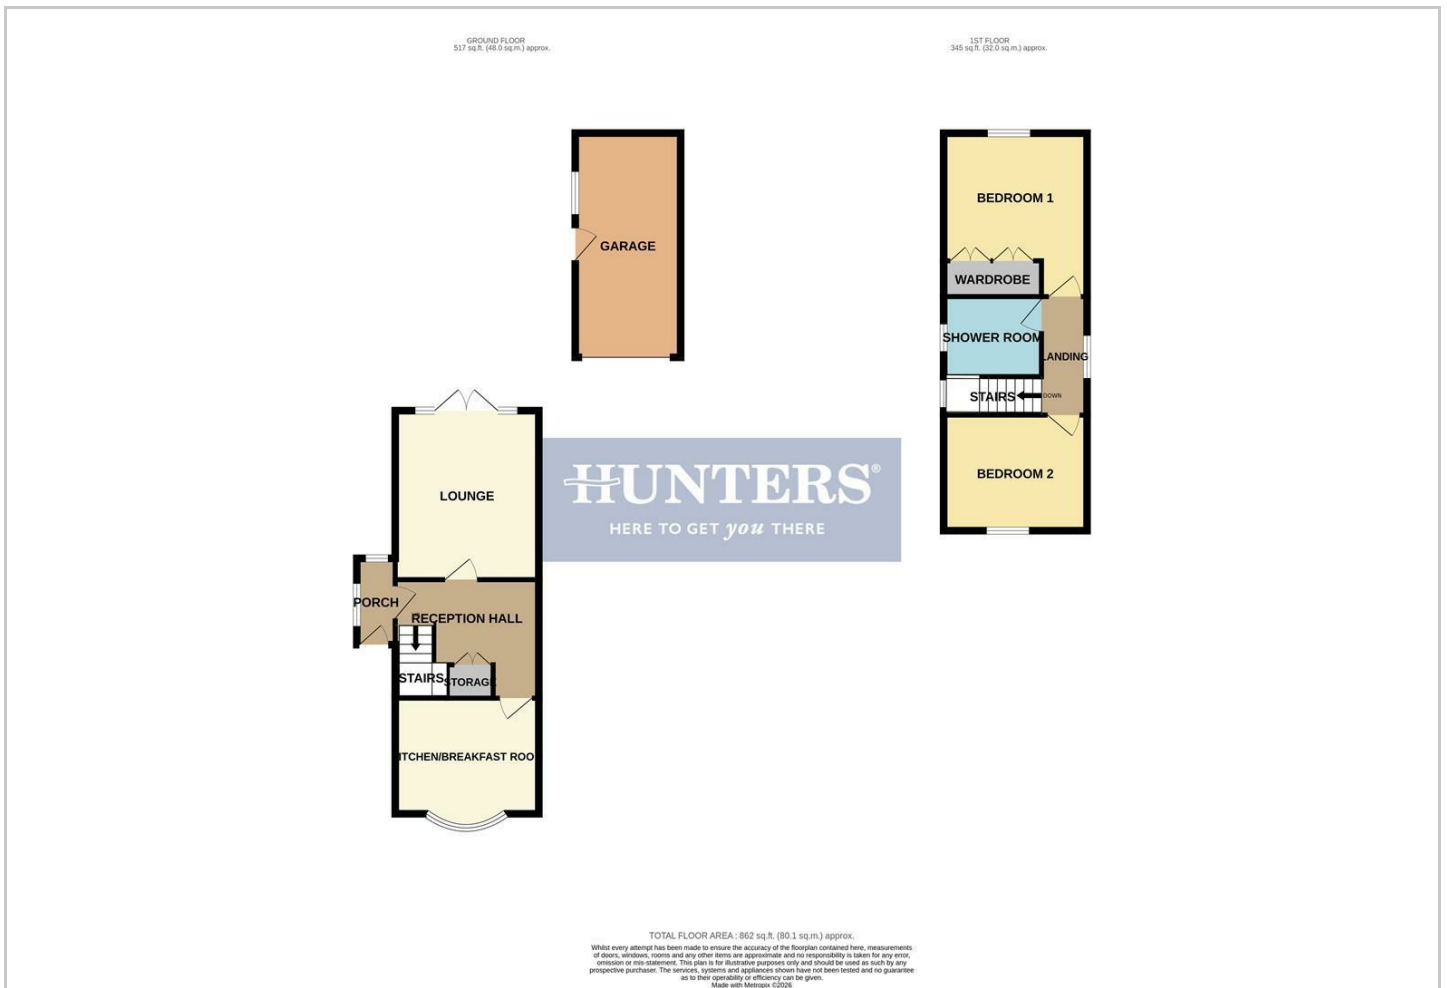 GROUND FLOOR
517 sq.ft. (48.0 sq.m.) approx.
1ST FLOOR
345 sq.ft. (32.0 sq.m.) approx.
GARAGE
BEDROOM 1
WARDROBE
SHOWER ROOM
LANDING
STAIRS
DOWN
BEDROOM 2
LOUNGE
HUNTERS®
HERE TO GET you THERE
PORCH
RECEPTION HALL
STAIRS
STORAGE
KITCHEN/BREAKFAST ROOM
TOTAL FLOOR AREA : 862 sq.ft. (80.1 sq.m.) approx.
Whilst every attempt has been made to ensure the accuracy of the floorplan contained here, measurements
of doors, windows, rooms and any other items are approximate and no responsibility is taken for any error,
omission or mis-statement. This plan is for illustrative purposes only and should be used as such by any
prospective purchaser. The services, systems and appliances shown have not been tested and no guarantee
as to their operability or efficiency can be given.
Made with Metropix ©2026